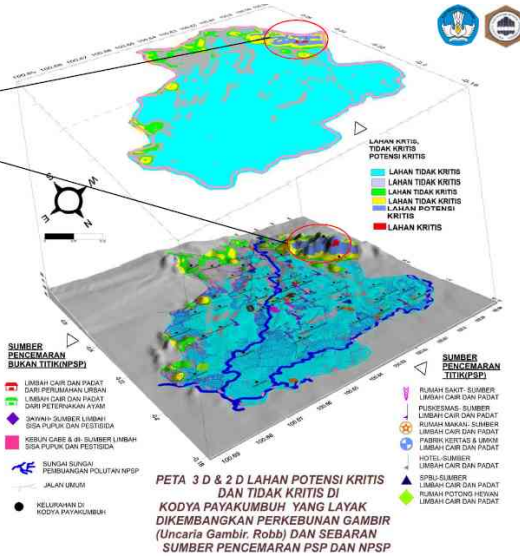 LAHAN KRTIS,
TIDAK KRITIS
POTENSI KRITIS
LAHAN TIDAK KRITIS
LAHAN TIDAK KRITIS
LAHAN TIDAK KRITIS
LAHAN TIDAK KRITIS
LAHAN POTENSI
KRITIS
LAHAN KRITIS
S
W
E
N
SUMBER
PENCEMARAN
BUKAN TITIK(NPSP)
LIMBAH CAIR DAN PADAT
DARI PERUMAHAN URBAN
LIMBAH CAIR DAN PADAT
DARI PETERNAKAN AYAM
SAWAH- SUMBER LIMBAH
SISA PUPUK DAN PESTISIDA
KEBUN CABE & dll- SUMBER LIMBAH
SISA PUPUK DAN PESTISIDA
SUNGAI SUNGAI
PEMBUANGAN POLUTAN NPSP
JALAN UMUM
KELURAHAN DI
KODYA PAYAKUMBUH
SUMBER
PENCEMARAN
TITIK(PSP)
RUMAH SAKIT- SUMBER
LIMBAH CAIR DAN PADAT
PUSKESMAS- SUMBER
LIMBAH CAIR DAN PADAT
RUMAH MAKAN- SUMBER
LIMBAH CAIR DAN PADAT
PABRIK KERTAS & UMKM
LIMBAH CAIR DAN PADAT
HOTEL-SUMBER
LIMBAH CAIR DAN PADAT
SPBU-SUMBER
LIMBAH CAIR DAN PADAT
RUMAH POTONG HEWAN
LIMBAH CAIR DAN PADAT
PETA 3 D & 2 D LAHAN POTENSI KRITIS
DAN TIDAK KRITIS DI
KODYA PAYAKUMBUH YANG LAYAK
DIKEMBANGKAN PERKEBUNAN GAMBIR
(Uncaria Gambir. Robb) DAN SEBARAN
SUMBER PENCEMARAN PSP DAN NPSP